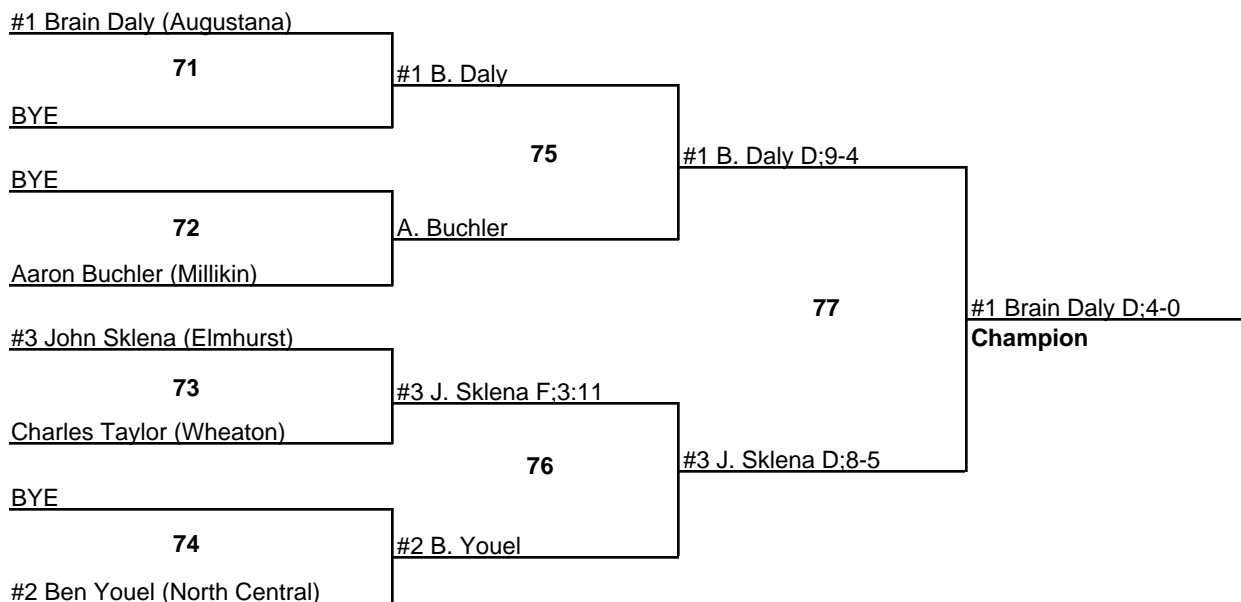 #1 Brain Daly (Augustana)
71
#1 B. Daly
BYE
75
#1 B. Daly D;9-4
BYE
72
A. Buchler
Aaron Buchler (Millikin)
77
#1 Brain Daly D;4-0
Champion
#3 John Sklena (Elmhurst)
73
#3 J. Sklena F;3:11
Charles Taylor (Wheaton)
76
#3 J. Sklena D;8-5
BYE
74
#2 B. Youel
#2 Ben Youel (North Central)